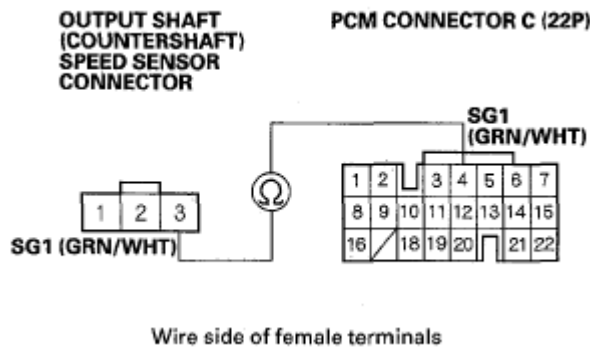 OUTPUT SHAFT
(COUNTERSHAFT)
SPEED SENSOR
CONNECTOR
PCM CONNECTOR C (22P)
SG1
(GRN/WHT)
Ω
1 2 3
SG1 (GRN/WHT)
1 2 3 4 5 6 7
8 9 10 11 12 13 14 15
16 18 19 20 21 22
Wire side of female terminals